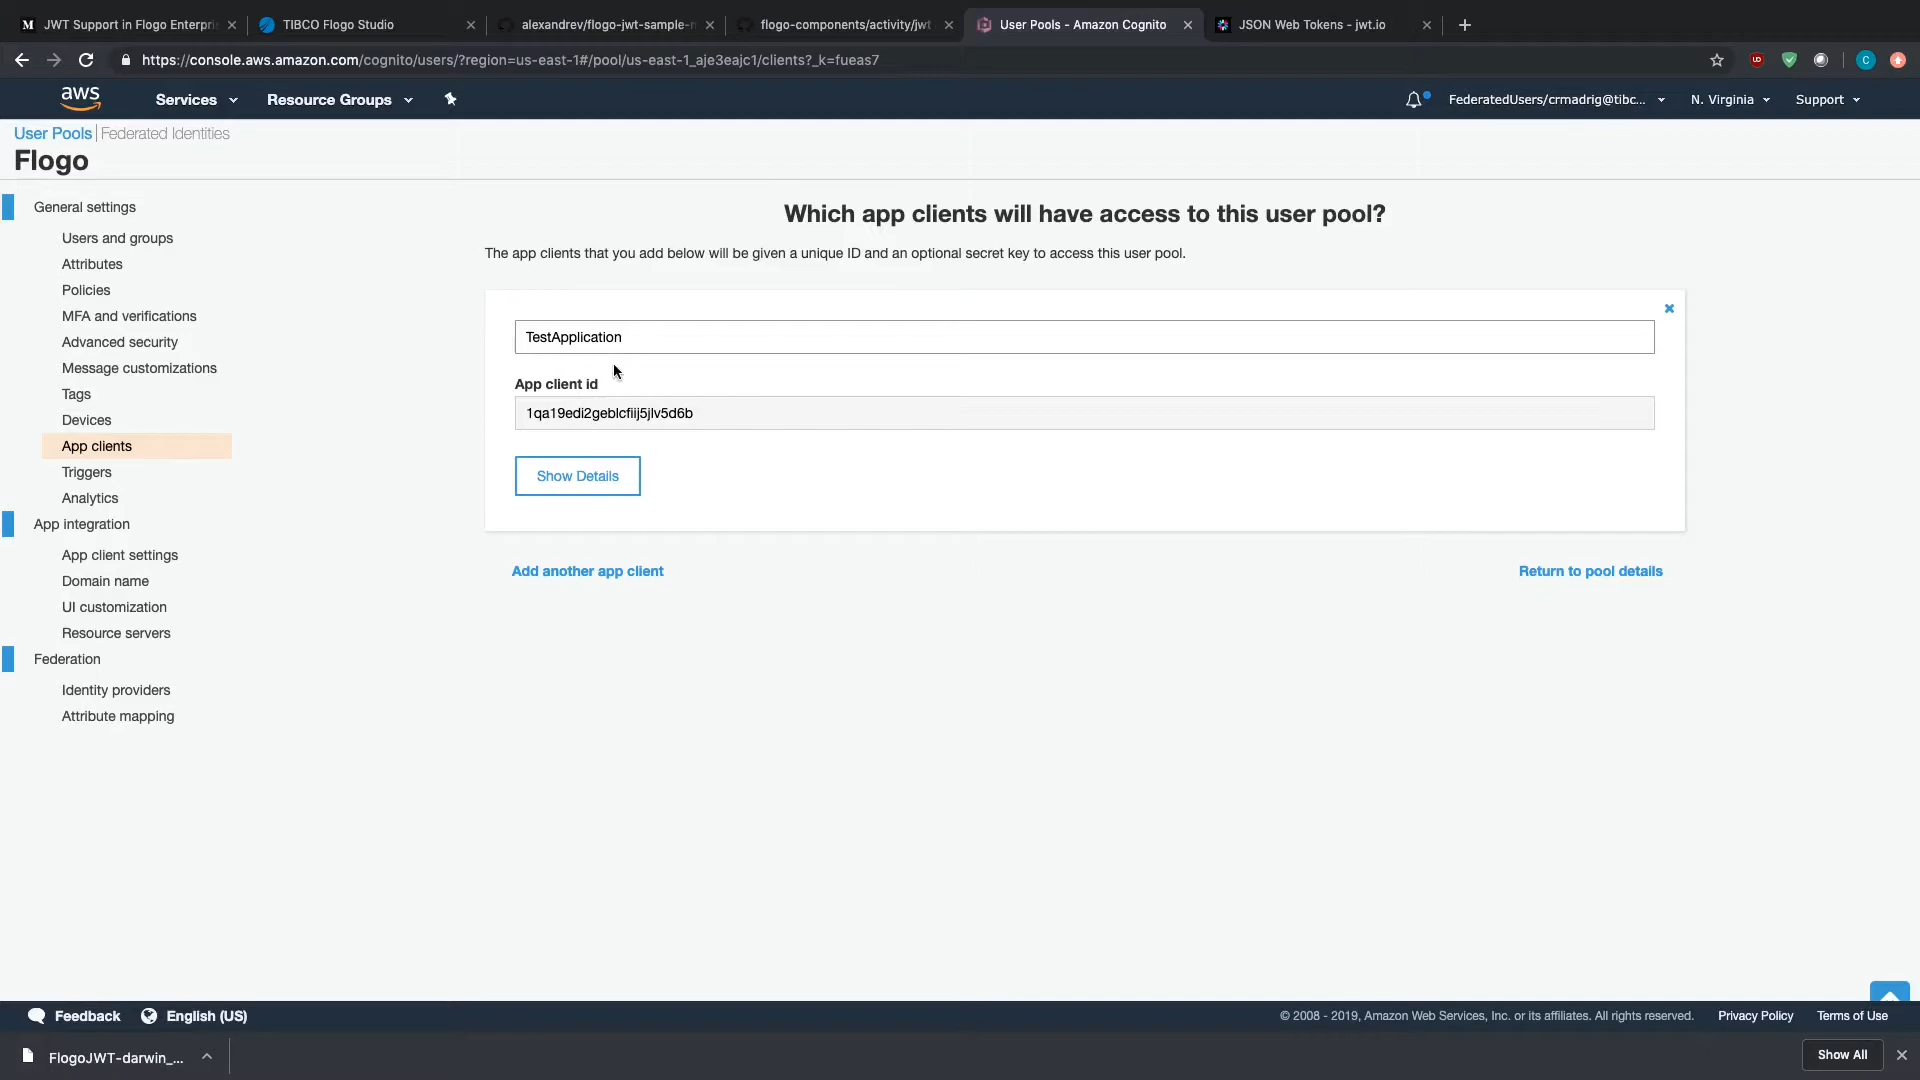 JWT Support in Flogo Enterpri
TIBCO Flogo Studio
alexandrev/flogo-jwt-sample-
flogo-components/activity/jwt
User Pools - Amazon Cognito
JSON Web Tokens - jwt.io
https://console.aws.amazon.com/cognito/users/?region=us-east-1#/pool/us-east-1_aje3eajc1/clients?_k=fueas7
aws
Services
Resource Groups
FederatedUsers/crmadrig@tibc...
N. Virginia
Support
User Pools
Federated Identities
Flogo
General settings
Users and groups
Attributes
Policies
MFA and verifications
Advanced security
Message customizations
Tags
Devices
App clients
Triggers
Analytics
App integration
App client settings
Domain name
UI customization
Resource servers
Federation
Identity providers
Attribute mapping
Which app clients will have access to this user pool?
The app clients that you add below will be given a unique ID and an optional secret key to access this user pool.
TestApplication
App client id
1qa19edi2geblcfiij5jlv5d6b
Show Details
Add another app client
Return to pool details
Feedback
English (US)
© 2008 - 2019, Amazon Web Services, Inc. or its affiliates. All rights reserved.
Privacy Policy
Terms of Use
FlogoJWT-darwin_...
Show All